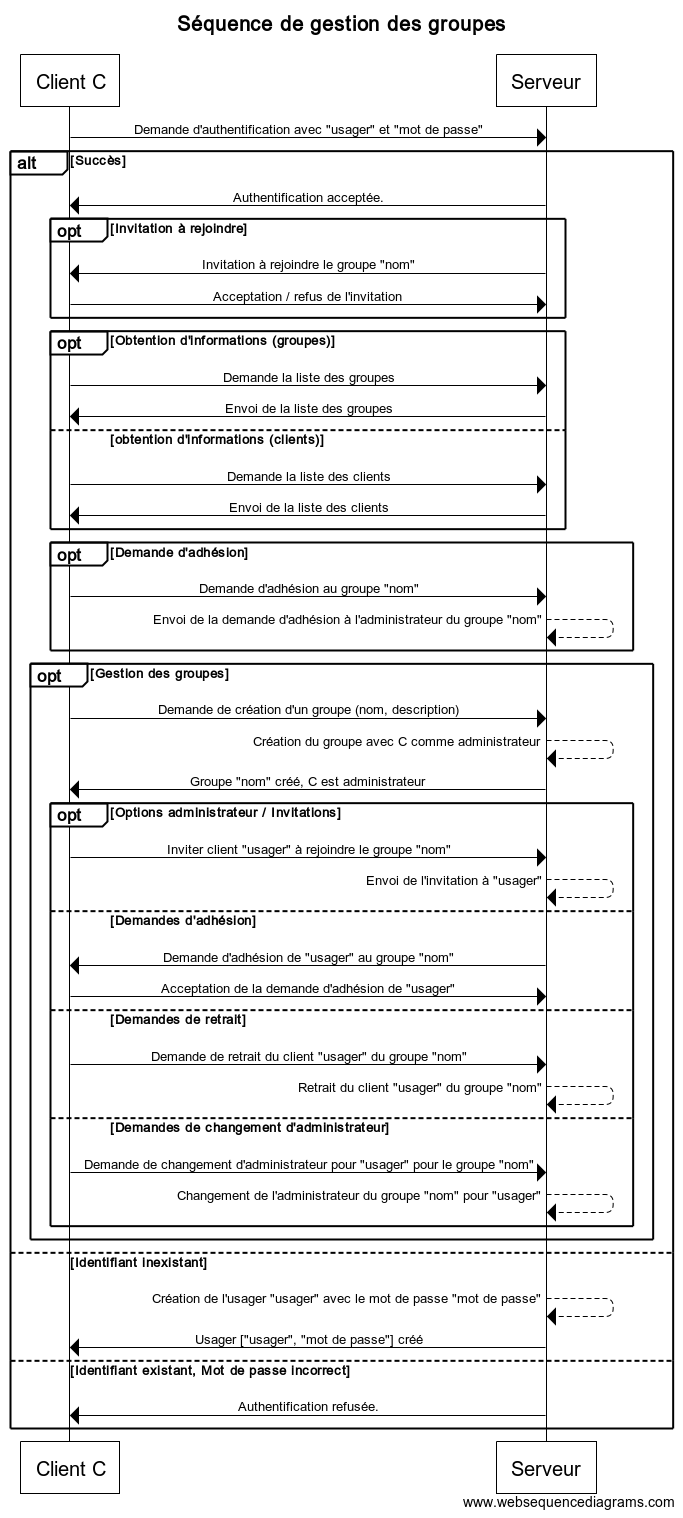 Séquence de gestion des groupes
Client C
Serveur
Demande d'authentification avec "usager" et "mot de passe"
alt
[Succès]
Authentification acceptée.
opt
[Invitation à rejoindre]
Invitation à rejoindre le groupe "nom"
Acceptation / refus de l'invitation
opt
[Obtention d'informations (groupes)]
Demande la liste des groupes
Envoi de la liste des groupes
[obtention d'informations (clients)]
Demande la liste des clients
Envoi de la liste des clients
opt
[Demande d'adhésion]
Demande d'adhésion au groupe "nom"
Envoi de la demande d'adhésion à l'administrateur du groupe "nom"
opt
[Gestion des groupes]
Demande de création d'un groupe (nom, description)
Création du groupe avec C comme administrateur
Groupe "nom" créé, C est administrateur
opt
[Options administrateur / Invitations]
Inviter client "usager" à rejoindre le groupe "nom"
Envoi de l'invitation à "usager"
[Demandes d'adhésion]
Demande d'adhésion de "usager" au groupe "nom"
Acceptation de la demande d'adhésion de "usager"
[Demandes de retrait]
Demande de retrait du client "usager" du groupe "nom"
Retrait du client "usager" du groupe "nom"
[Demandes de changement d'administrateur]
Demande de changement d'administrateur pour "usager" pour le groupe "nom"
Changement de l'administrateur du groupe "nom" pour "usager"
[Identifiant inexistant]
Création de l'usager "usager" avec le mot de passe "mot de passe"
Usager ["usager", "mot de passe"] créé
[Identifiant existant, Mot de passe incorrect]
Authentification refusée.
Client C
Serveur
www.websequencediagrams.com